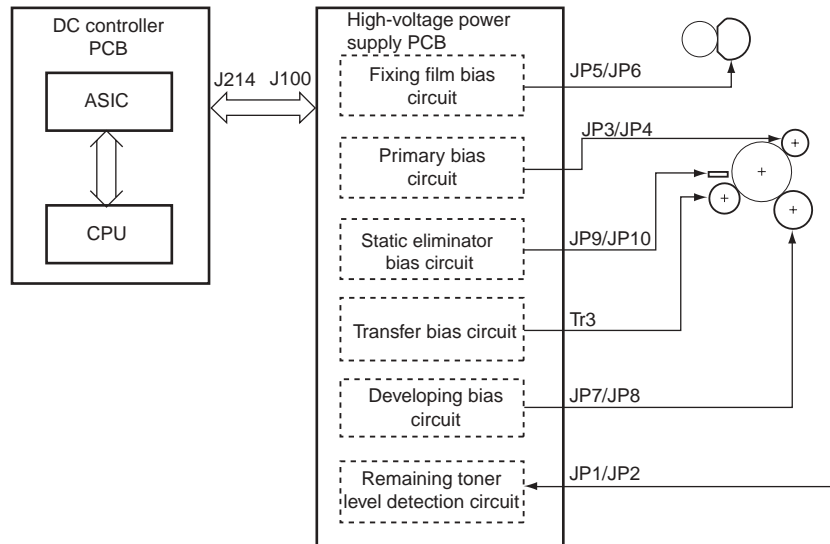 DC controller
PCB
ASIC
CPU
J214
J100
High-voltage power
supply PCB
Fixing film bias
circuit
JP5/JP6
Primary bias
circuit
JP3/JP4
Static eliminator
bias circuit
JP9/JP10
Transfer bias circuit
Tr3
Developing bias
circuit
JP7/JP8
Remaining toner
level detection circuit
JP1/JP2